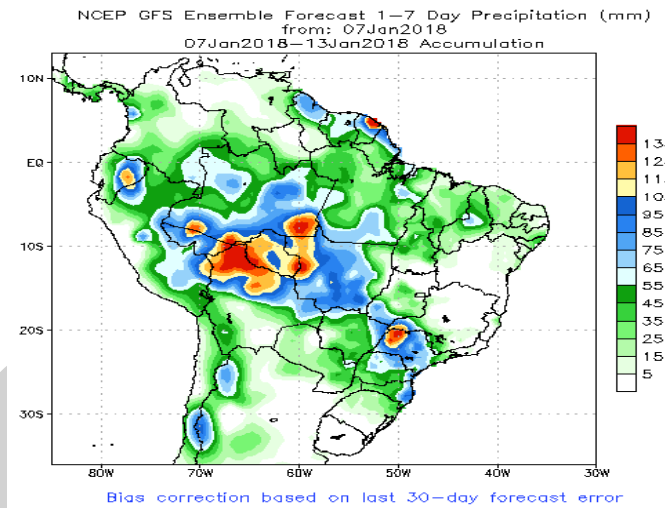 NCEP GFS Ensemble Forecast 1-7 Day Precipitation (mm)
from: 07Jan2018
07Jan2018-13Jan2018 Accumulation
10N
EQ
10S
20S
30S
80W
70W
60W
50W
40W
30W
95
85
75
65
55
45
35
25
15
5
Bias correction based on last 30-day forecast error